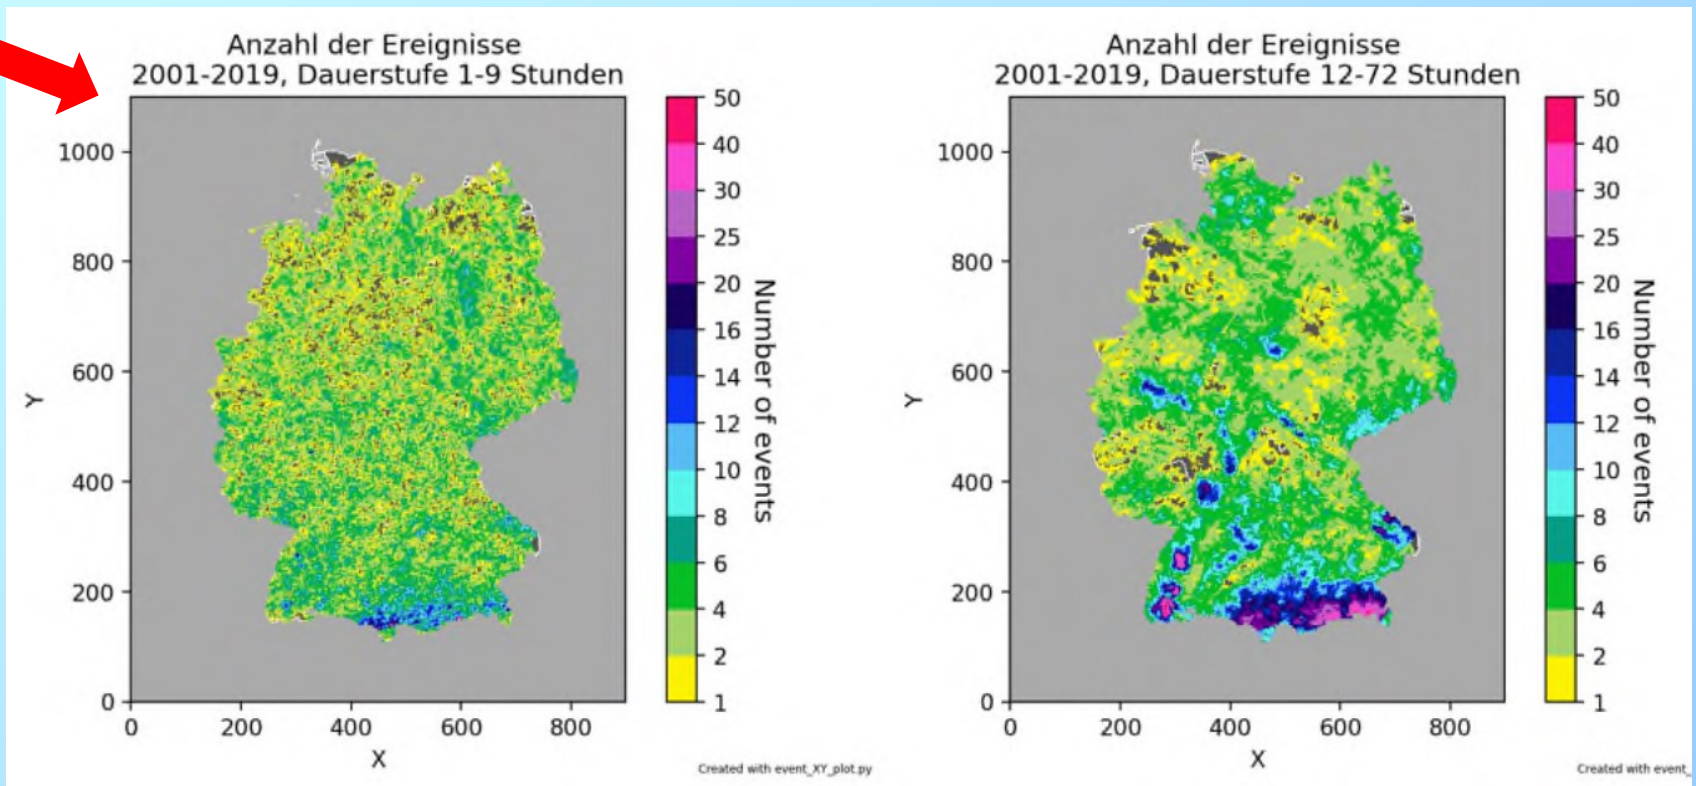 Anzahl der Ereignisse
2001-2019, Dauerstufe 1-9 Stunden
1000
800
600
400
200
0
Y
0 200 400 600 800
X
50
40
30
25
20
16
14
12
10
8
6
4
2
1
Number of events
Created with event_XY_plot.py
Anzahl der Ereignisse
2001-2019, Dauerstufe 12-72 Stunden
1000
800
600
400
200
0
Y
0 200 400 600 800
X
50
40
30
25
20
16
14
12
10
8
6
4
2
1
Number of events
Created with event_